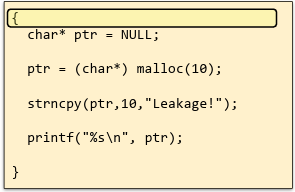 {
char* ptr = NULL;
ptr = (char*) malloc(10);
strncpy(ptr,10,"Leakage!");
printf("%s\n", ptr);
}